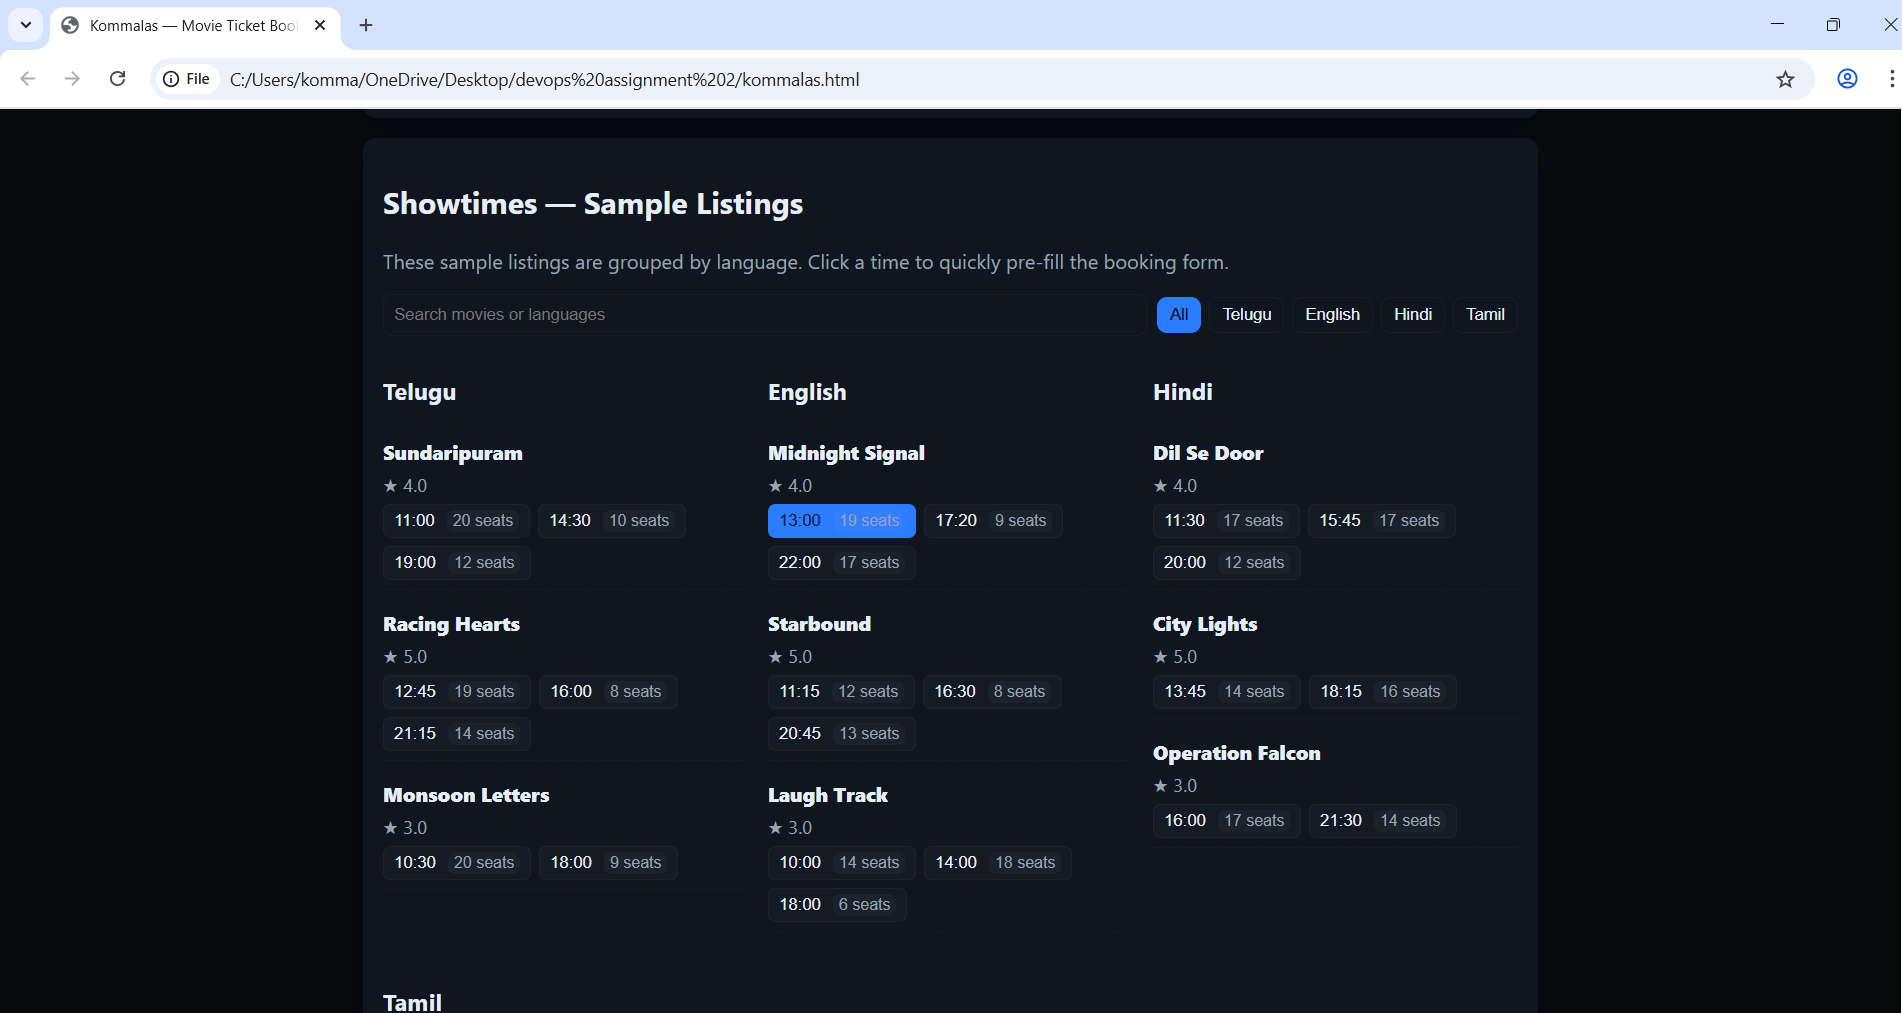 Kommalas — Movie Ticket Boo
File C:/Users/komma/OneDrive/Desktop/devops%20assignment%202/kommalas.html
Showtimes — Sample Listings
These sample listings are grouped by language. Click a time to quickly pre-fill the booking form.
Search movies or languages
All Telugu English Hindi Tamil
Telugu
Sundaripuram
★ 4.0
11:00 20 seats 14:30 10 seats
19:00 12 seats
Racing Hearts
★ 5.0
12:45 19 seats 16:00 8 seats
21:15 14 seats
Monsoon Letters
★ 3.0
10:30 20 seats 18:00 9 seats
English
Midnight Signal
★ 4.0
13:00 19 seats 17:20 9 seats
22:00 17 seats
Starbound
★ 5.0
11:15 12 seats 16:30 8 seats
20:45 13 seats
Laugh Track
★ 3.0
10:00 14 seats 14:00 18 seats
18:00 6 seats
Hindi
Dil Se Door
★ 4.0
11:30 17 seats 15:45 17 seats
20:00 12 seats
City Lights
★ 5.0
13:45 14 seats 18:15 16 seats
Operation Falcon
★ 3.0
16:00 17 seats 21:30 14 seats
Tamil